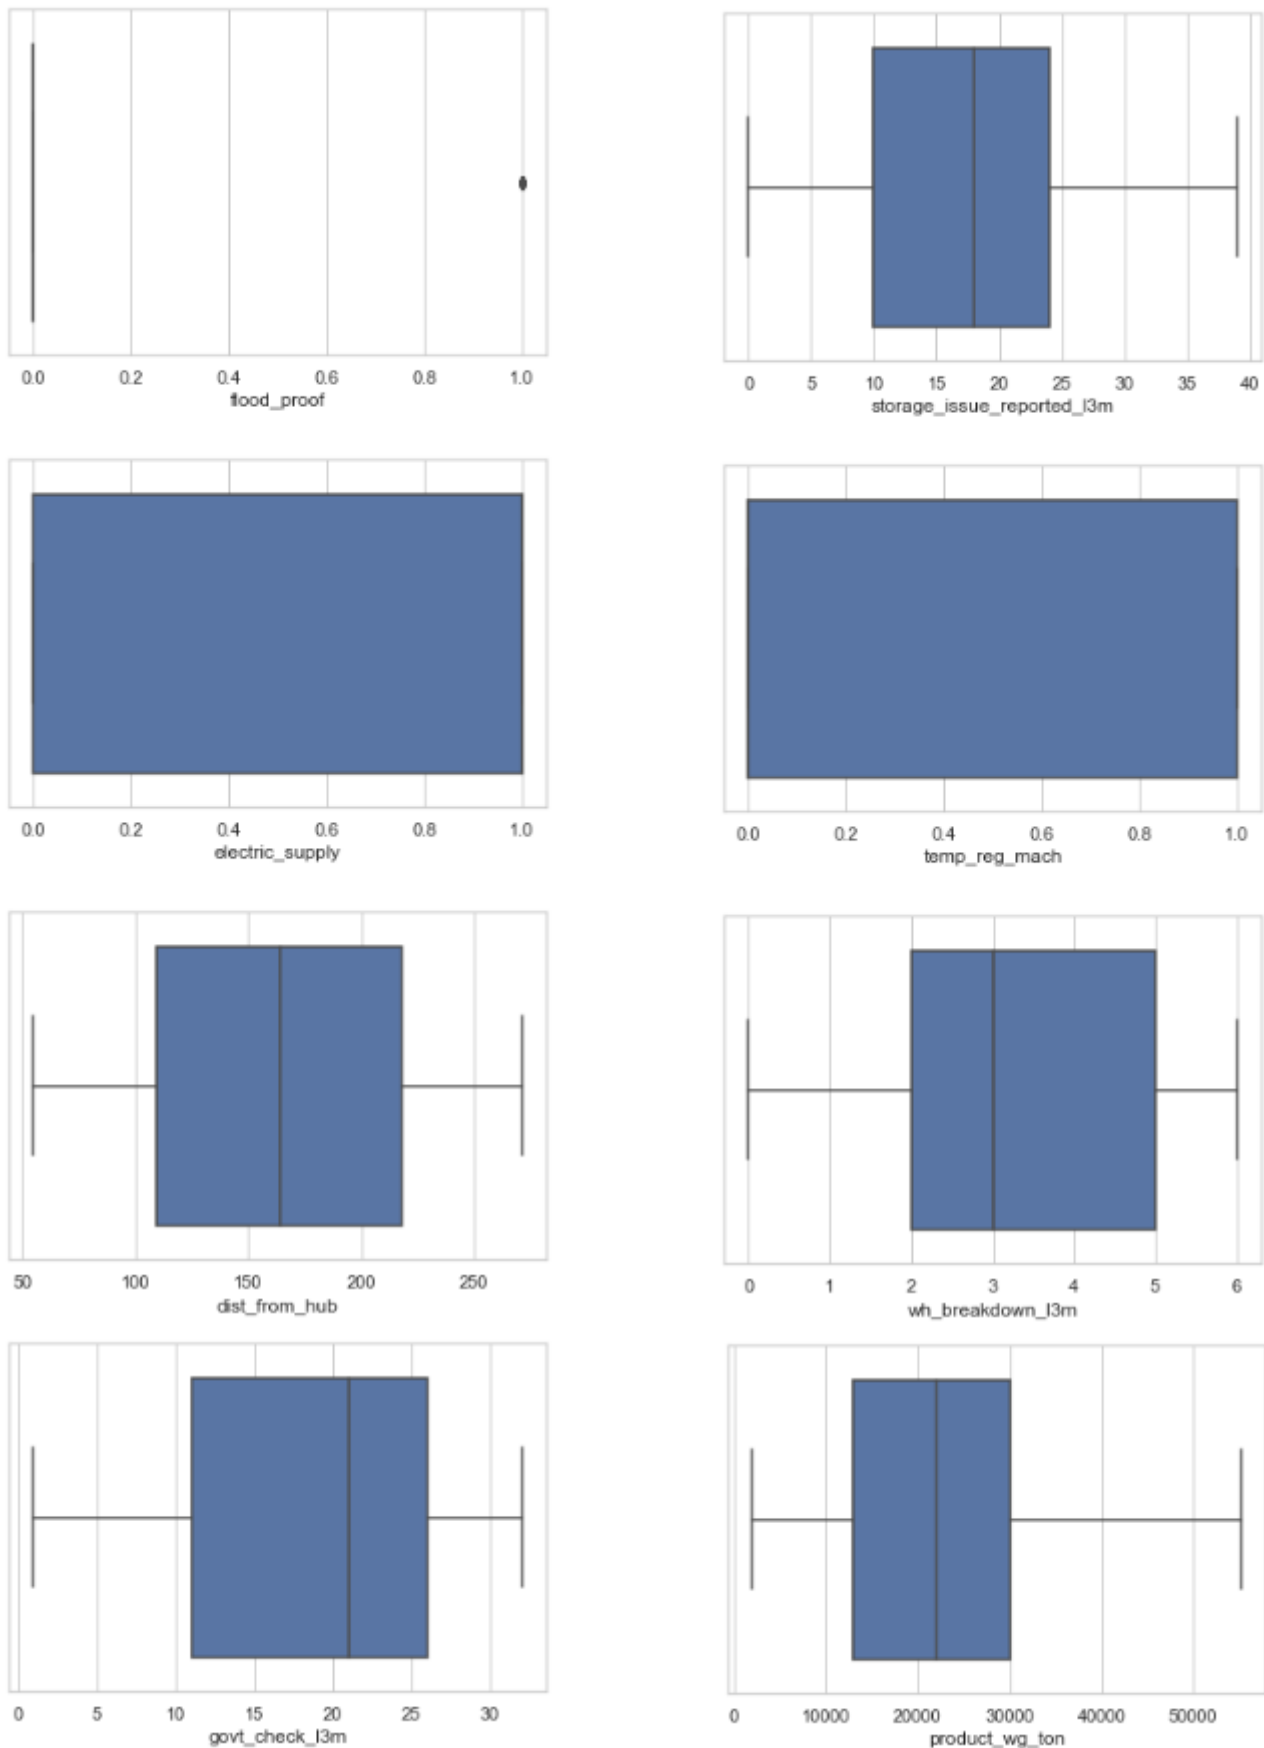 0.0 0.2 0.4 0.6 0.8 1.0
flood_proof
0 5 10 15 20 25 30 35 40
storage_issue_reported_l3m
0.0 0.2 0.4 0.6 0.8 1.0
electric_supply
0.0 0.2 0.4 0.6 0.8 1.0
temp_reg_mach
50 100 150 200 250
dist_from_hub
0 1 2 3 4 5 6
wh_breakdown_l3m
0 5 10 15 20 25 30
govt_check_l3m
0 10000 20000 30000 40000 50000
product_wg_ton